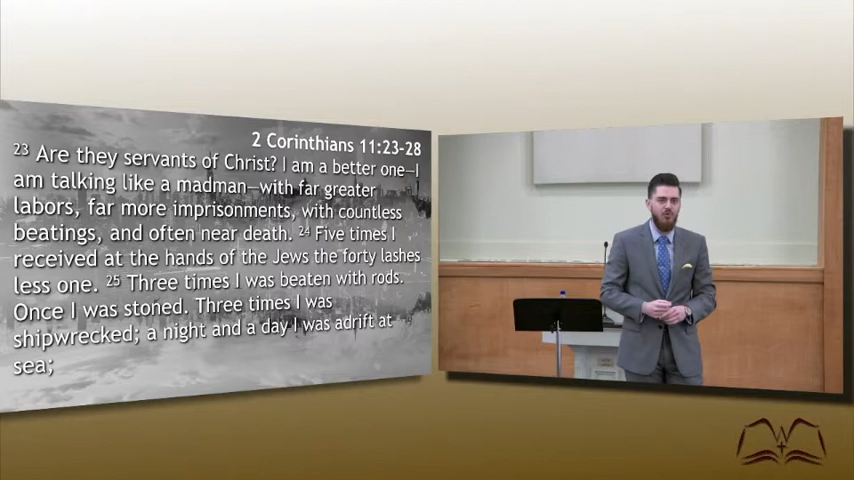 2 Corinthians 11:23-28
23 Are they servants of Christ? I am a better one—I
am talking like a madman—with far greater
labors, far more imprisonments, with countless
beatings, and often near death. 24 Five times I
received at the hands of the Jews the forty lashes
less one. 25 Three times I was beaten with rods.
Once I was stoned. Three times I was
shipwrecked; a night and a day I was adrift at
sea;